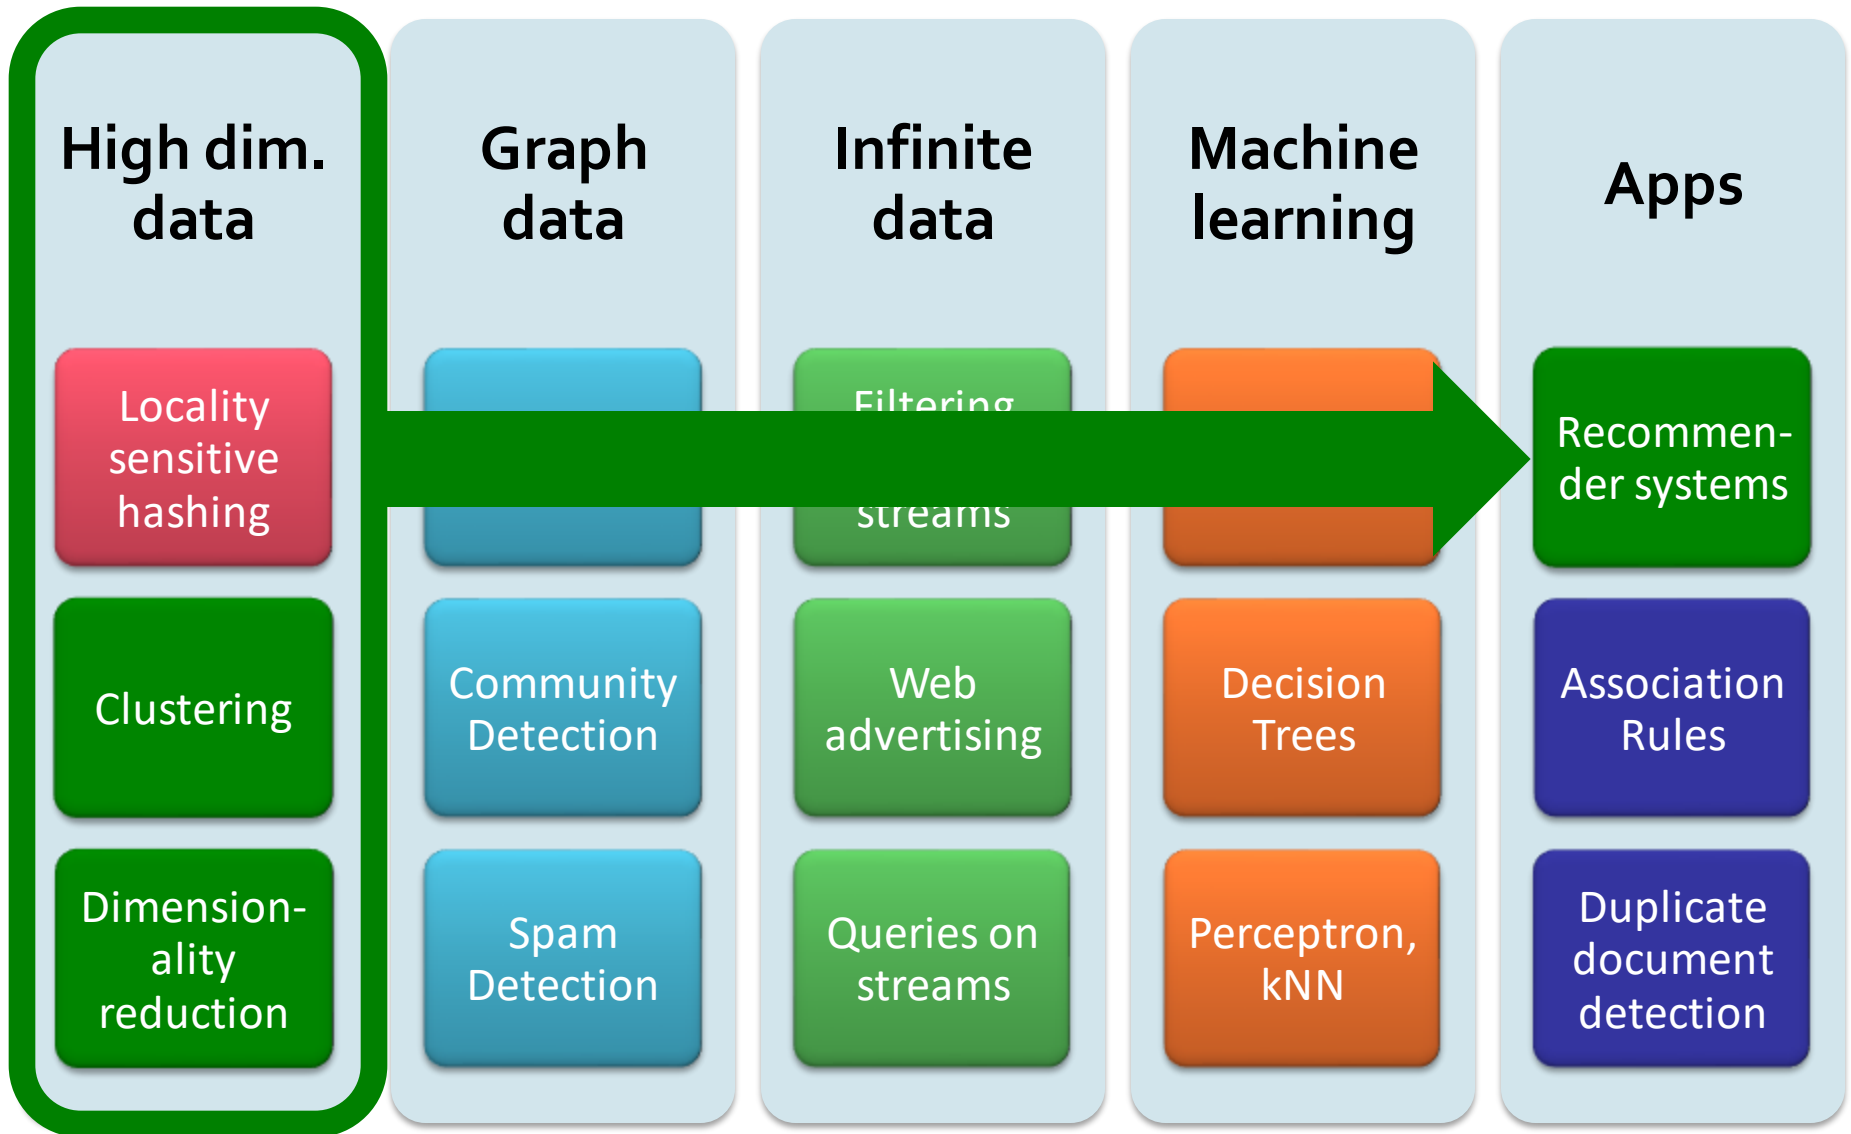 High dim.
data
Locality
sensitive
hashing
Clustering
Dimension-
ality
reduction
Graph
data
Community
Detection
Spam
Detection
Infinite
data
Filtering
streams
Web
advertising
Queries on
streams
Machine
learning
Decision
Trees
Perceptron,
kNN
Apps
Recommen-
der systems
Association
Rules
Duplicate
document
detection